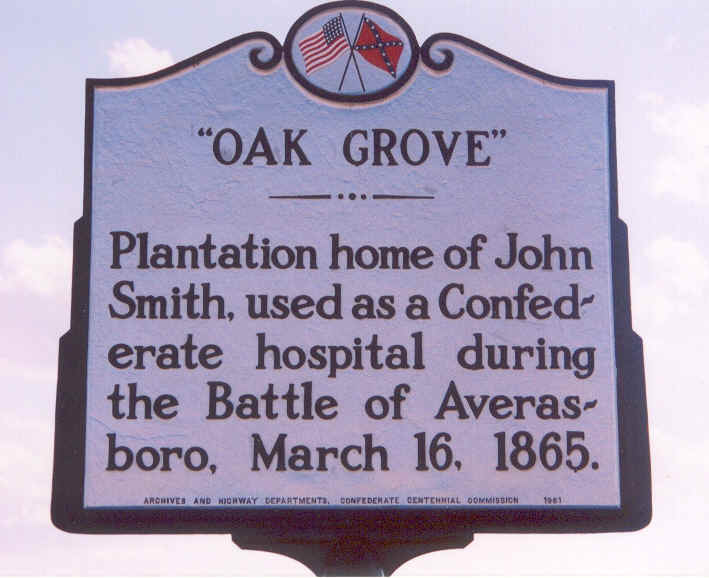 “OAK GROVE”
Plantation home of John
Smith, used as a Confed-
erate hospital during
the Battle of Averas-
boro, March 16, 1865.
ARCHIVES AND HIGHWAY DEPARTMENTS, CONFEDERATE CENTENNIAL COMMISSION 1961